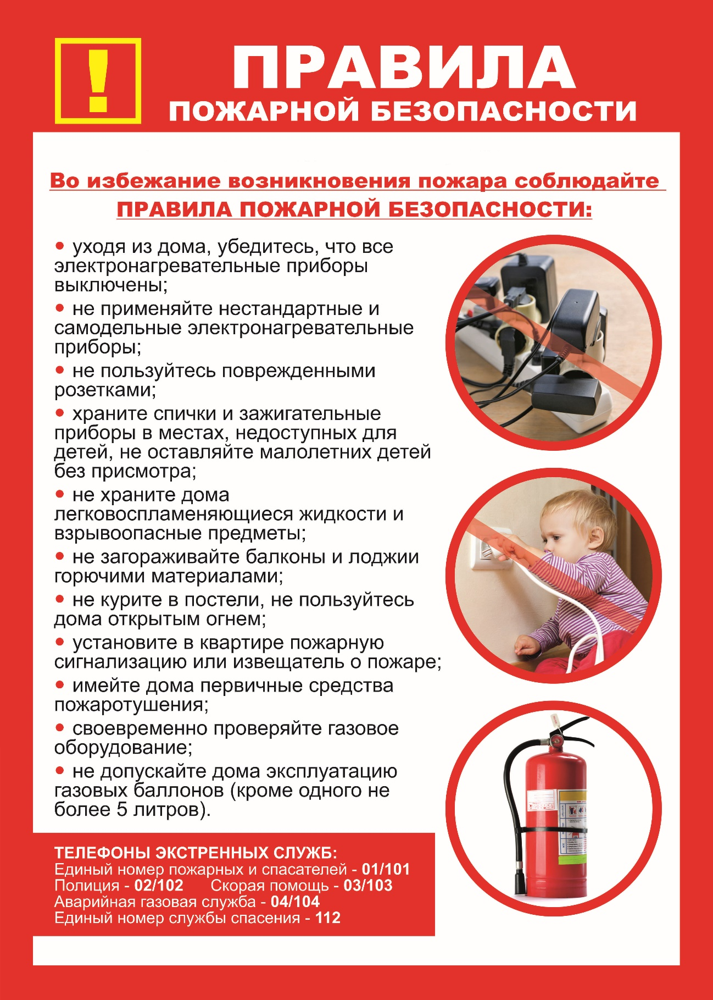 !
ПРАВИЛА
ПОЖАРНОЙ БЕЗОПАСНОСТИ
Во избежание возникновения пожара соблюдайте
ПРАВИЛА ПОЖАРНОЙ БЕЗОПАСНОСТИ:
• уходя из дома, убедитесь, что все
электронагревательные приборы
выключены;
• не применяйте нестандартные и
самодельные электронагревательные
приборы;
• не пользуйтесь поврежденными
розетками;
• храните спички и зажигательные
приборы в местах, недоступных для
детей, не оставляйте малолетних детей
без присмотра;
• не храните дома
легковоспламеняющиеся жидкости и
взрывоопасные предметы;
• не загораживайте балконы и лоджии
горючими материалами;
• не курите в постели, не пользуйтесь
дома открытым огнем;
• установите в квартире пожарную
сигнализацию или извещатель о пожаре;
• имейте дома первичные средства
пожаротушения;
• своевременно проверяйте газовое
оборудование;
• не допускайте дома эксплуатацию
газовых баллонов (кроме одного не
более 5 литров).
ТЕЛЕФОНЫ ЭКСТРЕННЫХ СЛУЖБ:
Единый номер пожарных и спасателей - 01/101
Полиция - 02/102 Скорая помощь - 03/103
Аварийная газовая служба - 04/104
Единый номер службы спасения - 112